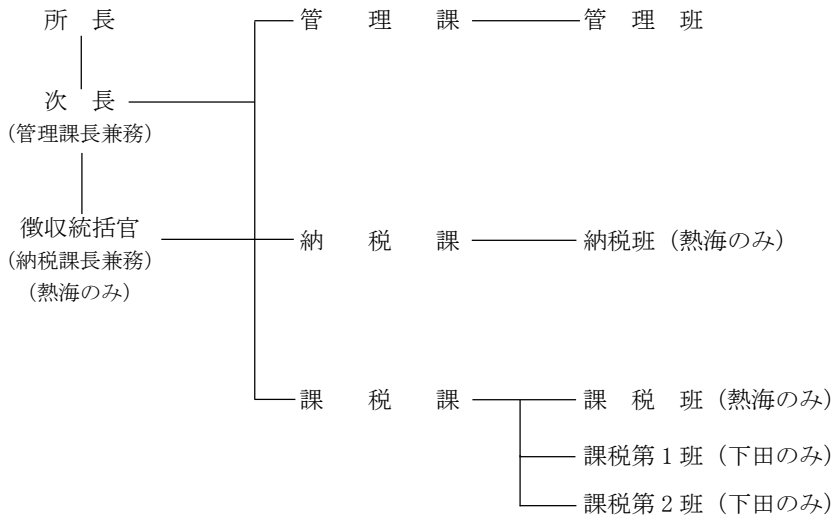 所 長
管 理 課
管 理 班
次 長
(管理課長兼務)
徴収統括官
(納税課長兼務)
(熱海のみ)
納 税 課
納税班(熱海のみ)
課 税 課
課 税 班(熱海のみ)
課税第1班(下田のみ)
課税第2班(下田のみ)